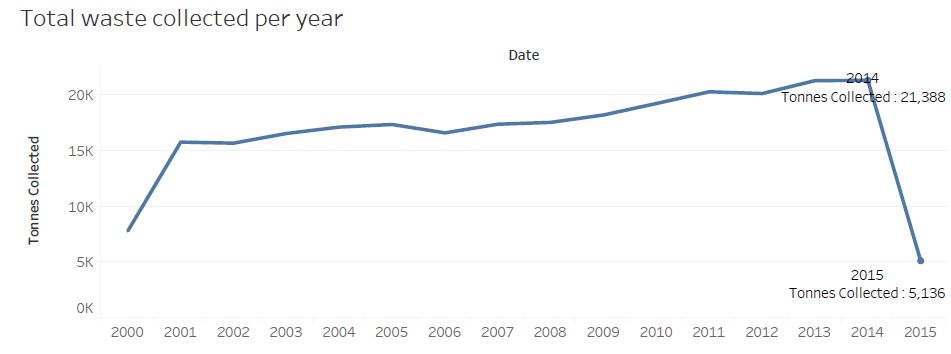 Total waste collected per year
Date
Tonnes Collected
20K
15K
10K
5K
0K
2014
Tonnes Collected : 21,388
2015
Tonnes Collected : 5,136
2000 2001 2002 2003 2004 2005 2006 2007 2008 2009 2010 2011 2012 2013 2014 2015